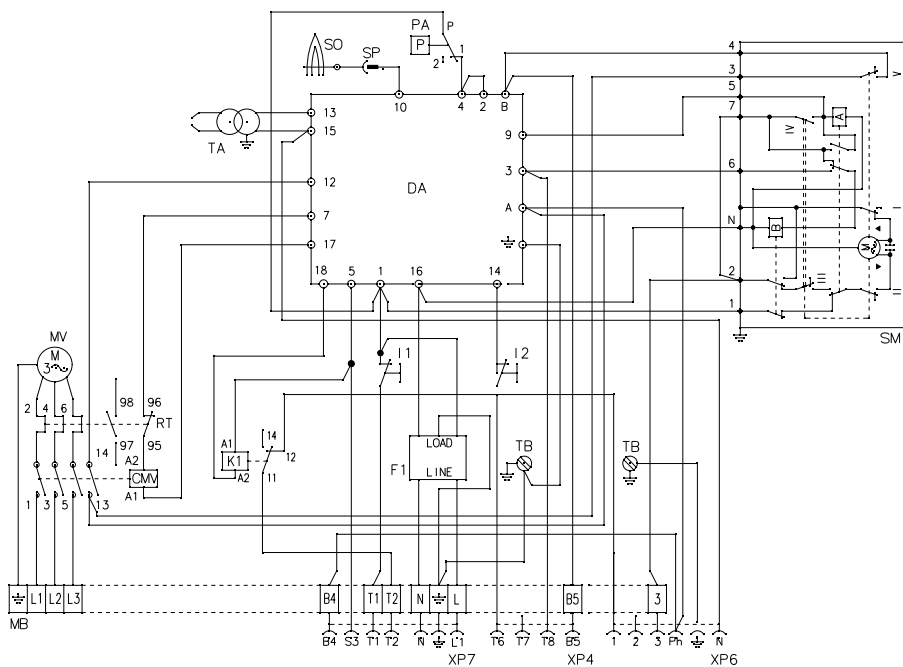 PA P
SO P 1
SP 2
4
3
5
7
6
N
2
1
V
A
IV
I
B
M
III
II
SM
10 4 2 B
13
15
TA
12
7
17
DA
9
3
A
18 5 1 16 14
MV
M
3
2 4 6
98 96
RT
97 95
14
A2
CMV
A1
1 3 5 13
I1
I2
A1
K1
A2
14
12
11
LOAD
F1
LINE
TB
TB
L1 L2 L3
MB
B4 T1 T2 N L B5 3
B4 S3 T1 T2 N L1 T6 T7 T8 B5 1 2 3 Ph N
XP7 XP4 XP6